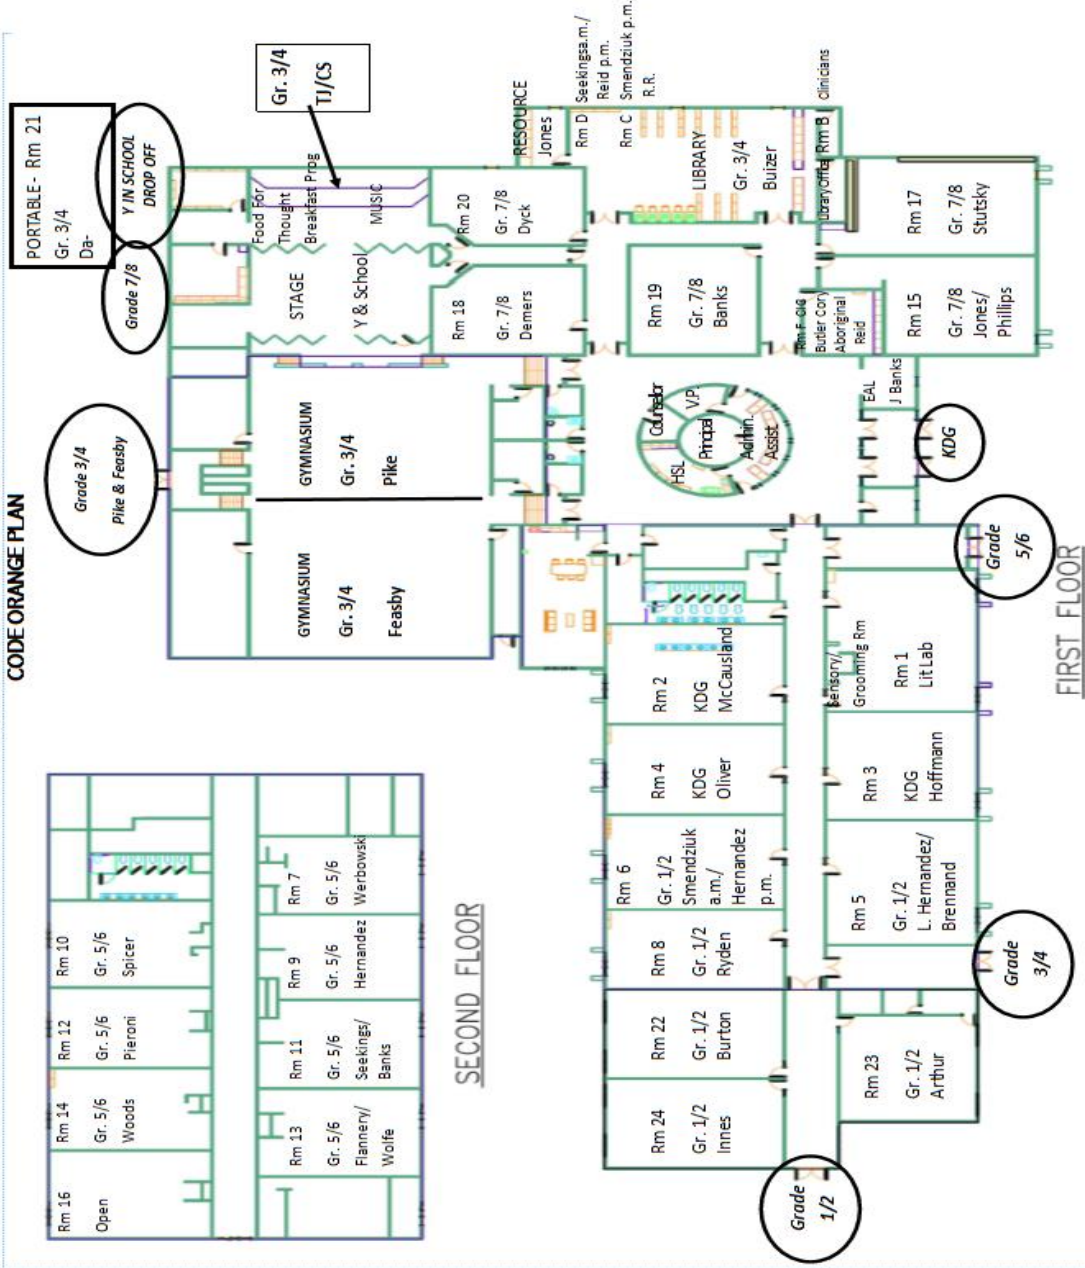 CODE ORANGE PLAN
PORTABLE - Rm 21
Gr. 3/4
Da-
Y IN SCHOOL
DROP OFF
Grade 7/8
Grade 3/4
Pike & Feasby
Gr. 3/4
TJ/CS
Food For
Thought
Breakfast Prog
MUSIC
STAGE
Y & School
Rm 20
Gr. 7/8
Dyck
Rm 18
Gr. 7/8
Demers
RESOURCE
Jones
Rm D
Seekingsa.m./
Reid p.m.
Rm C
Smendziuk p.m.
R.R.
LIBRARY
Gr. 3/4
Buizer
Rm B
Clinicians
Library Office
Rm 17
Gr. 7/8
Stutsky
Rm 19
Gr. 7/8
Banks
Rm F
Butler Cory
Aboriginal
Reid
Rm 15
Gr. 7/8
Jones/
Phillips
GYMNASIUM
Gr. 3/4
Pike
GYMNASIUM
Gr. 3/4
Feasby
Counselor
V.P.
Principal
Admin.
Assist
HSL
EAL
J Banks
KDG
Grade
5/6
Rm 2
KDG
McCausland
Sensory/
Grooming Rm
Rm 1
Lit Lab
Rm 4
KDG
Oliver
Rm 3
KDG
Hoffmann
Rm 6
Gr. 1/2
Smendziuk
a.m./
Hernandez
p.m.
Rm 5
Gr. 1/2
L. Hernandez/
Brennand
Rm 8
Gr. 1/2
Ryden
Grade
3/4
Rm 22
Gr. 1/2
Burton
Rm 24
Gr. 1/2
Innes
Rm 23
Gr. 1/2
Arthur
Grade
1/2
FIRST FLOOR
Rm 10
Gr. 5/6
Spicer
Rm 12
Gr. 5/6
Pieroni
Rm 14
Gr. 5/6
Woods
Rm 16
Open
Rm 7
Gr. 5/6
Werbowski
Rm 9
Gr. 5/6
Hernandez
Rm 11
Gr. 5/6
Seekings/
Banks
Rm 13
Gr. 5/6
Flannery/
Wolfe
SECOND FLOOR